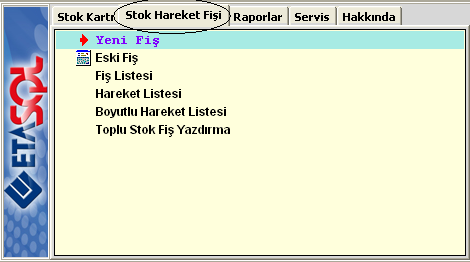 Stok Kartı Stok Hareket Fişi Raporlar Servis Hakkında
Yeni Fiş
Eski Fiş
Fiş Listesi
Hareket Listesi
Boyutlu Hareket Listesi
Toplu Stok Fiş Yazdırma
ETASQL